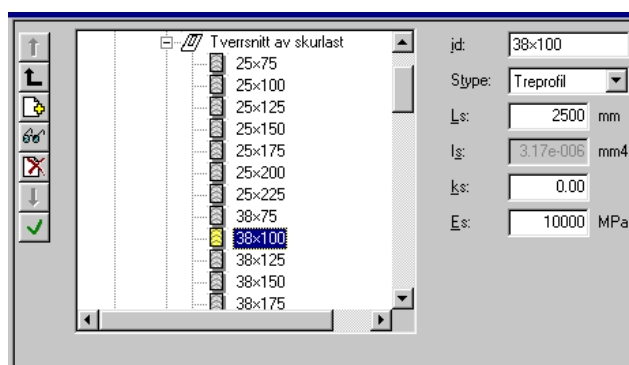 Tverrsnitt av skurlast
25×75
25×100
25×125
25×150
25×175
25×200
25×225
38×75
38×100
38×125
38×150
38×175
id: 38×100
Stype: Treprofil
Ls: 2500 mm
Is: 3.17e-006 mm4
ks: 0.00
Es: 10000 MPa